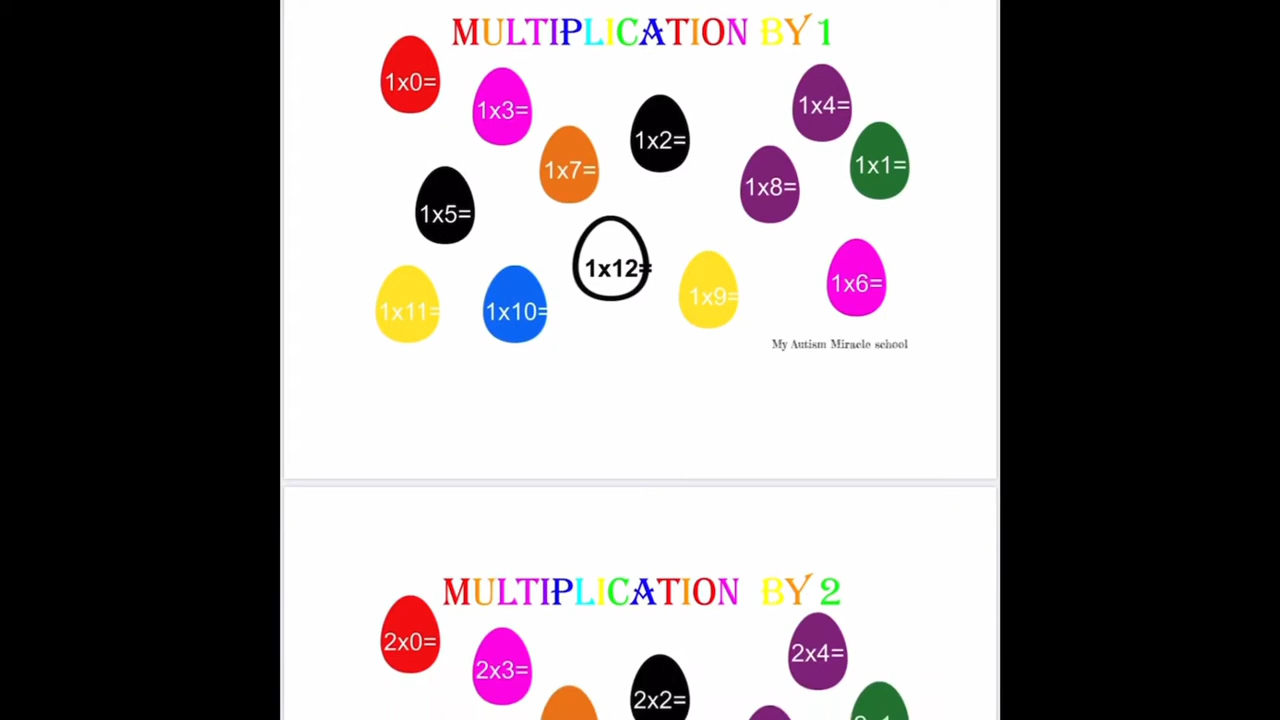 MULTIPLICATION BY 1
1x0=
1x3=
1x4=
1x2=
1x1=
1x7=
1x8=
1x5=
1x12=
1x6=
1x9=
1x11=
1x10=
My Autism Miracle school
MULTIPLICATION BY 2
2x0=
2x4=
2x3=
2x2=